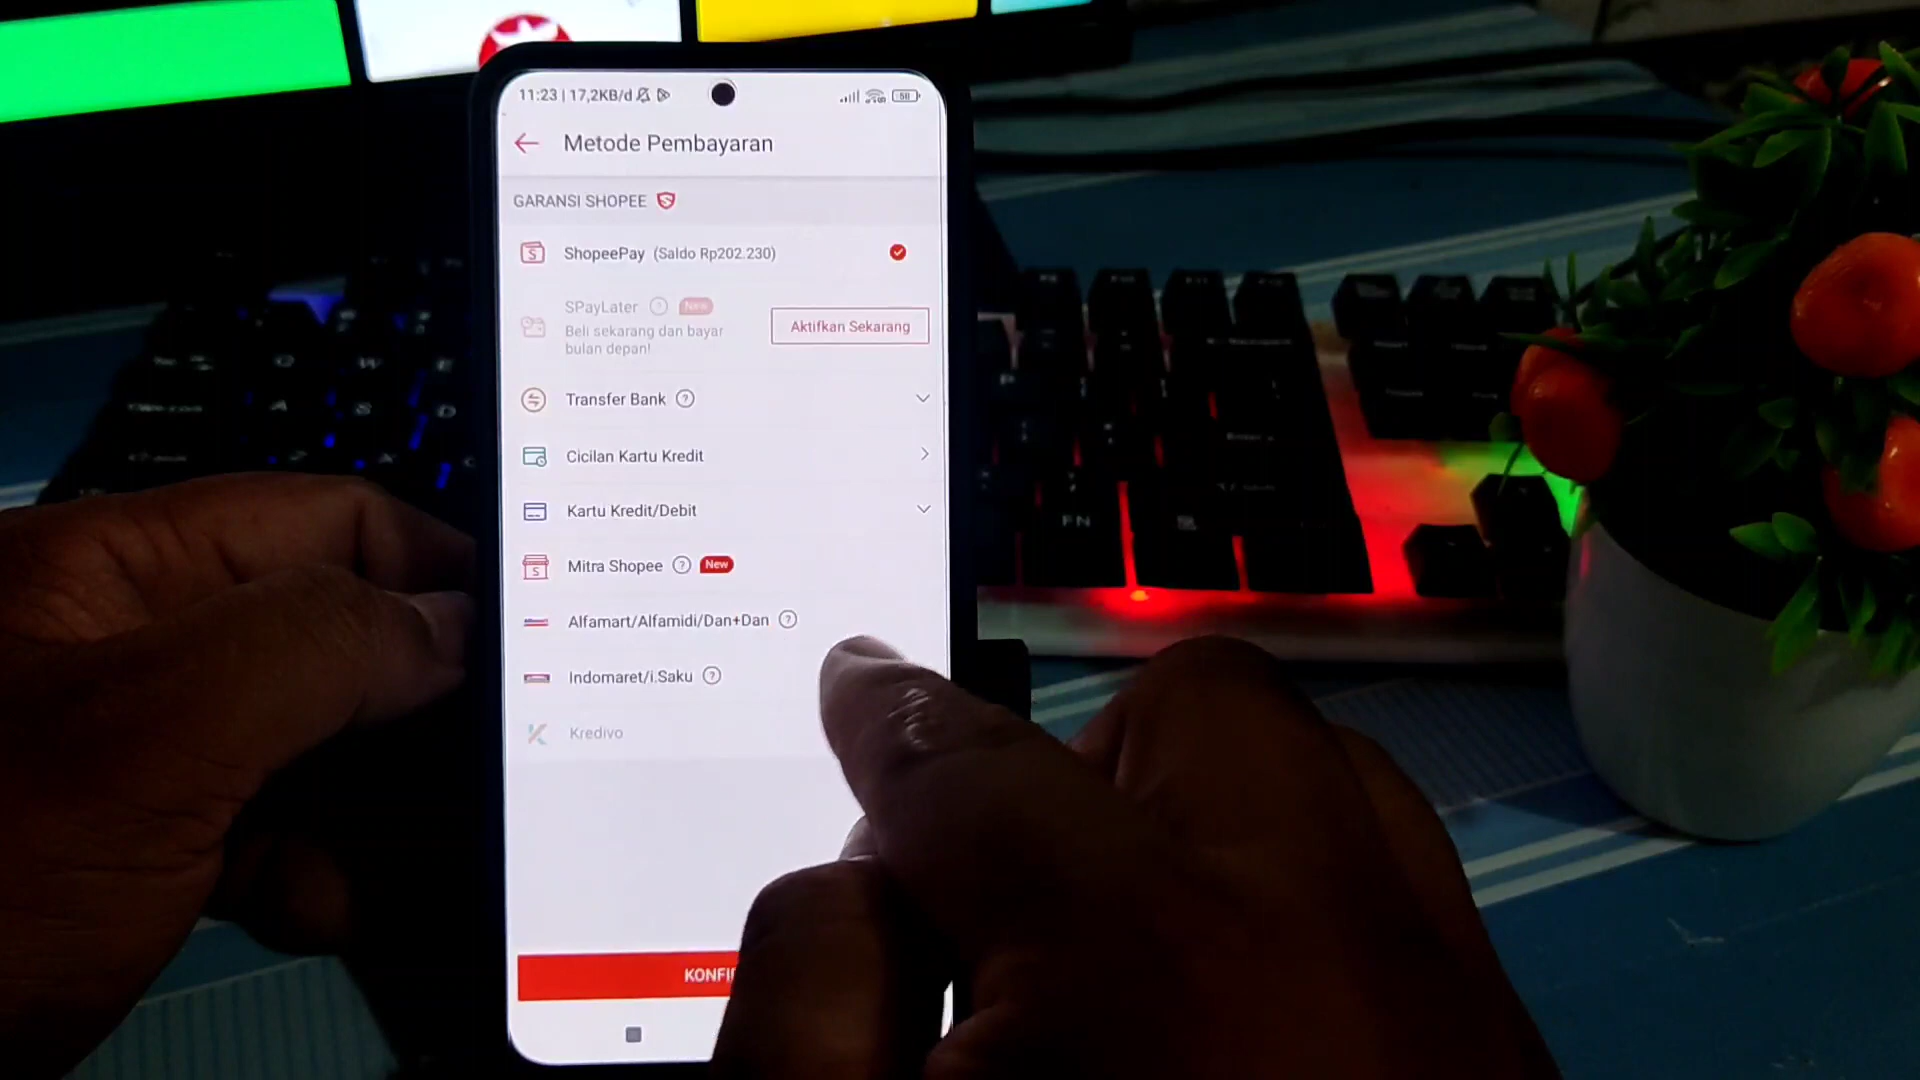 11:23 | 17,2KB/d
58
Metode Pembayaran
GARANSI SHOPEE
ShopeePay (Saldo Rp202.230)
SPayLater ? New
Beli sekarang dan bayar
bulan depan!
Aktifkan Sekarang
Transfer Bank ?
Cicilan Kartu Kredit
Kartu Kredit/Debit
Mitra Shopee ? New
Alfamart/Alfamidi/Dan+Dan ?
Indomaret/i.Saku ?
Kredivo
Q
W
E
A
S
D
X
P
FN